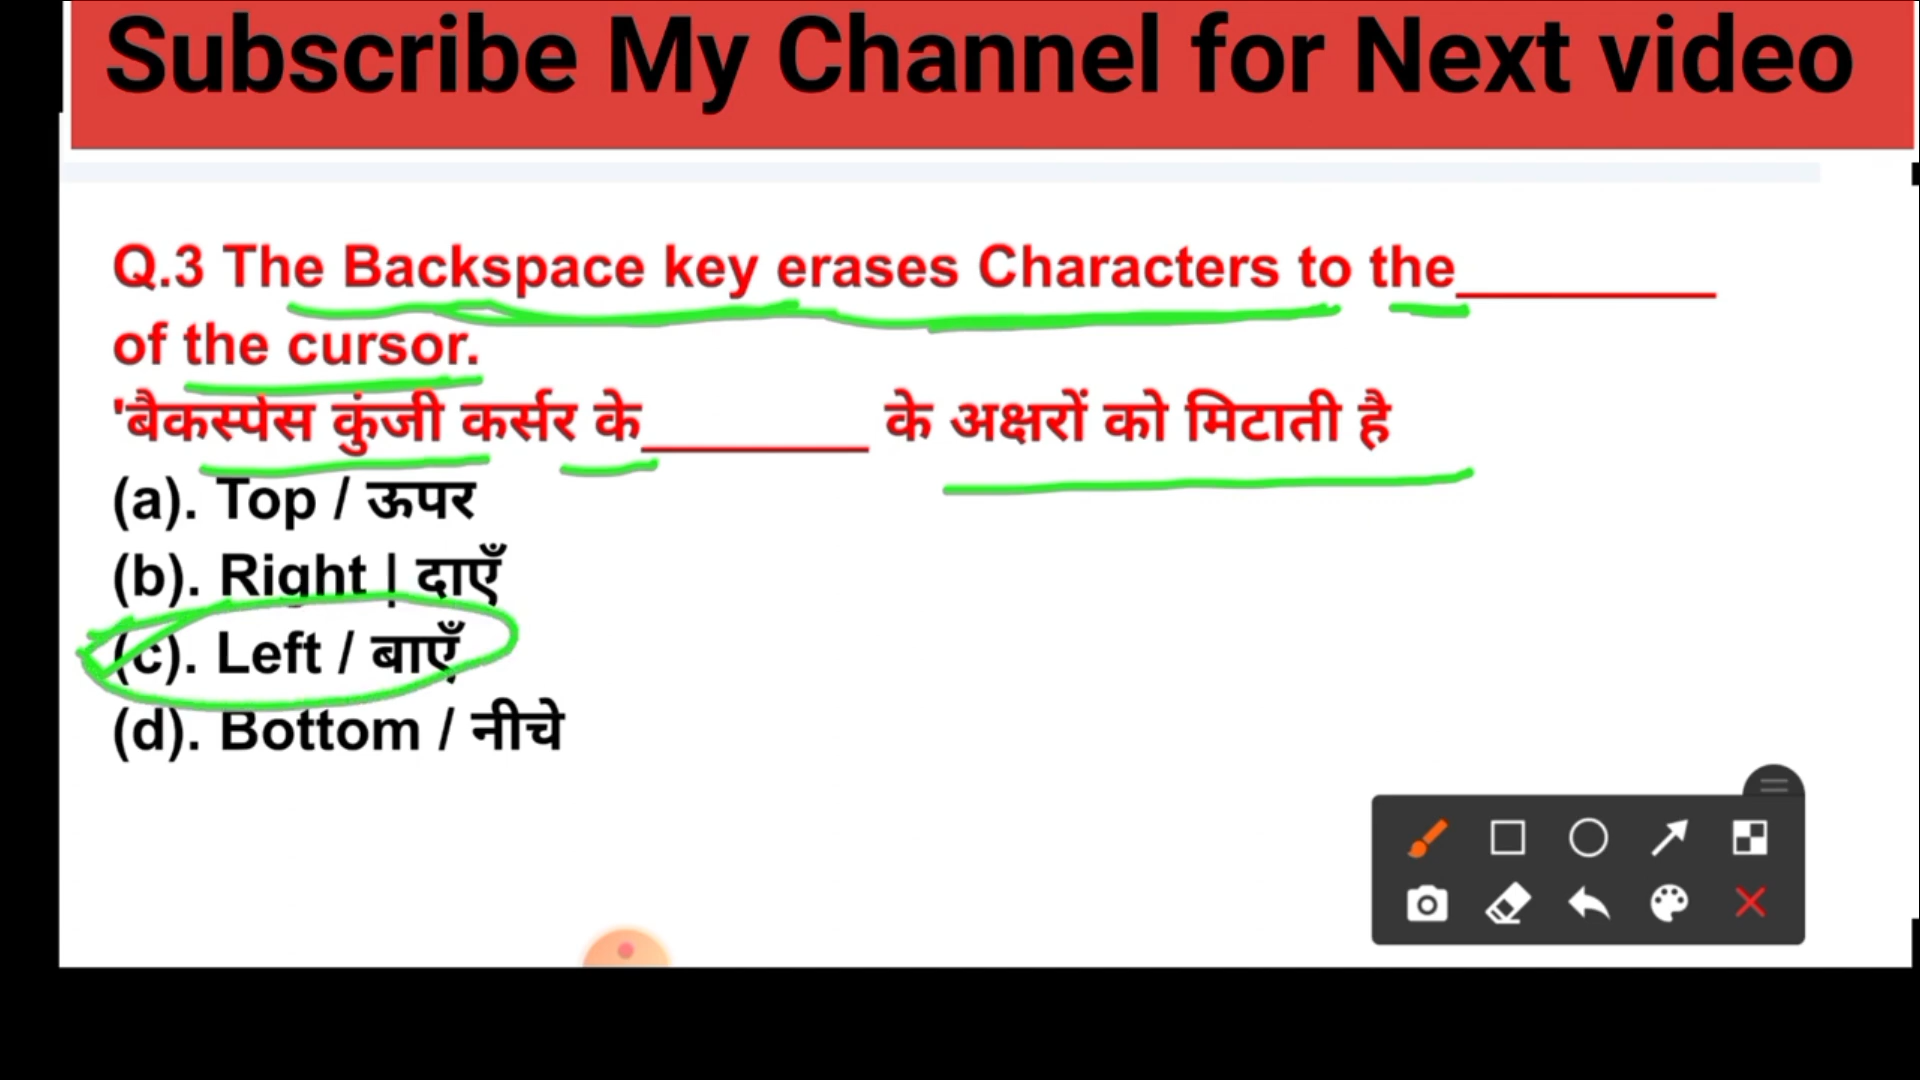 Subscribe My Channel for Next video
Q.3 The Backspace key erases Characters to the_________
of the cursor.
'बैकस्पेस कुंजी कर्सर के________ के अक्षरों को मिटाती है
(a). Top / ऊपर
(b). Right | दाएँ
(c). Left / बाएँ
(d). Bottom / नीचे